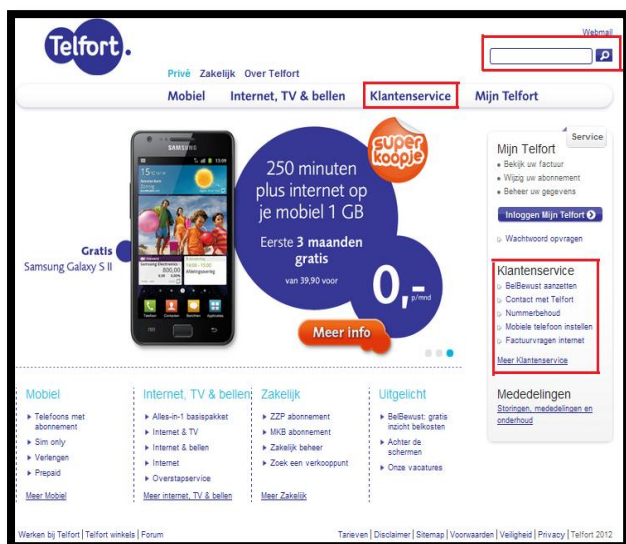 Telfort.
Webmail
Privé Zakelijk Over Telfort
Mobiel Internet, TV & bellen Klantenservice Mijn Telfort
super
koopje
250 minuten
plus internet op
je mobiel 1 GB
Eerste 3 maanden
gratis
van 39,90 voor
0,-
p/mnd
Meer info
Gratis
Samsung Galaxy S II
SAMSUNG
Service
Mijn Telfort
Bekijk uw factuur
Wijzig uw abonnement
Beheer uw gegevens
Inloggen Mijn Telfort
Wachtwoord opvragen
Klantenservice
BelBewust aanzetten
Contact met Telfort
Nummerbehoud
Mobiele telefoon instellen
Factuurvragen internet
Meer Klantenservice
Mededelingen
Storingen, mededelingen en
onderhoud
Mobiel
Telefoons met
abonnement
Sim only
Verlengen
Prepaid
Meer Mobiel
Internet, TV & bellen
Alles-in-1 basispakket
Internet & TV
Internet & bellen
Internet
Overstapservice
Meer internet, TV & bellen
Zakelijk
ZZP abonnement
MKB abonnement
Zakelijk beheer
Zoek een verkooppunt
Meer Zakelijk
Uitgelicht
BelBewust: gratis
inzicht belkosten
Achter de
schermen
Onze vacatures
Werken bij Telfort | Telfort winkels | Forum
Tarieven | Disclaimer | Sitemap | Voorwaarden | Veiligheid | Privacy | Telfort 2012